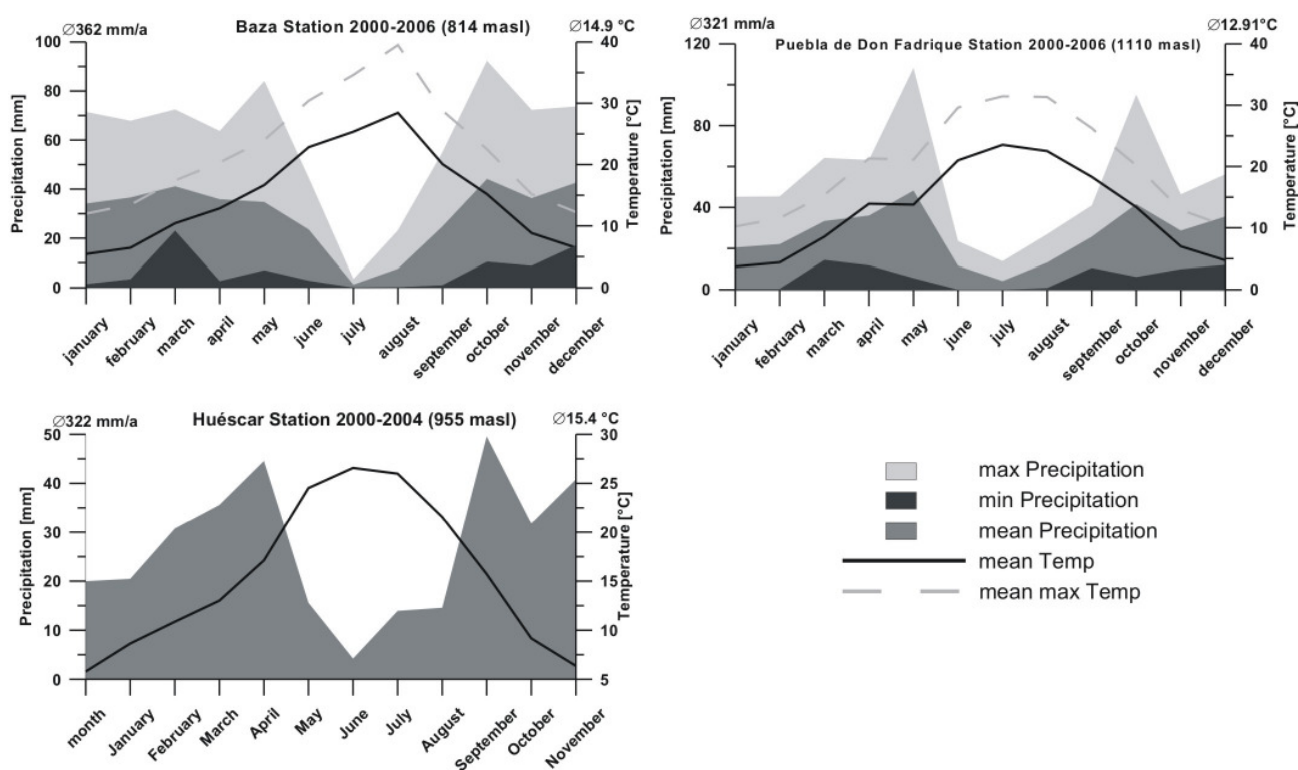 ∅362 mm/a
Baza Station 2000-2006 (814 masl)
∅14.9 °C
100
80
60
40
20
0
Precipitation [mm]
40
30
20
10
0
Temperature [°C]
january
february
march
april
may
june
july
august
september
october
november
december
∅321 mm/a
Puebla de Don Fadrique Station 2000-2006 (1110 masl)
∅12.91°C
120
80
40
0
Precipitation [mm]
40
30
20
10
0
Temperature [°C]
january
february
march
april
may
june
july
august
september
october
november
december
∅322 mm/a
Huéscar Station 2000-2004 (955 masl)
∅15.4 °C
50
40
30
20
10
0
Precipitation [mm]
30
25
20
15
10
5
Temperature [°C]
month
January
February
March
April
May
June
July
August
September
October
November
max Precipitation
min Precipitation
mean Precipitation
mean Temp
mean max Temp